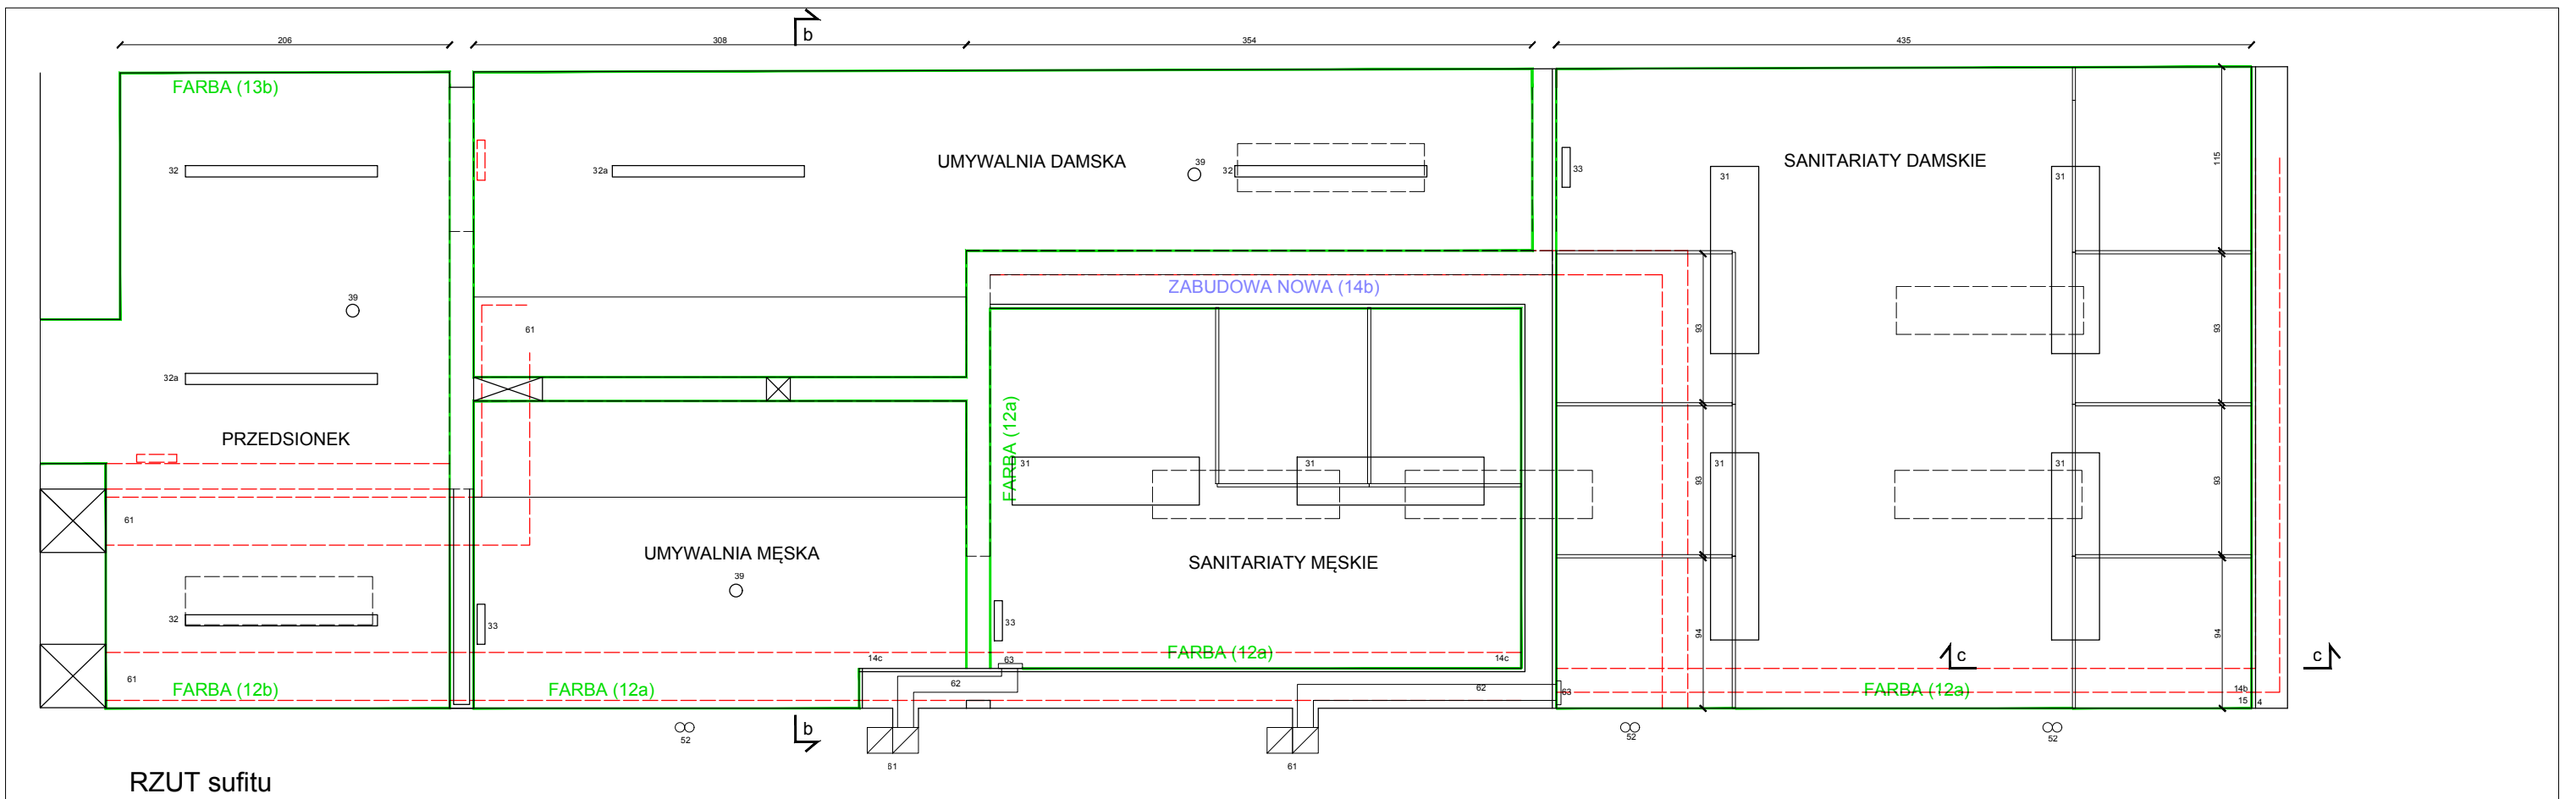 b
206
308
354
435
FARBA (13b)
UMYWALNIA DAMSKA
SANITARIATY DAMSKIE
115
32
32a
39
32
33
31
31
ZABUDOWA NOWA (14b)
39
61
93
93
32a
FARBA (12a)
PRZEDSIONEK
31
31
31
31
93
93
61
UMYWALNIA MĘSKA
SANITARIATY MĘSKIE
39
32
33
33
94
94
FARBA (12a)
c
c
14c
63
14c
61
FARBA (12b)
FARBA (12a)
62
62
63
FARBA (12a)
14b
15
4
b
52
52
52
61
61
RZUT sufitu